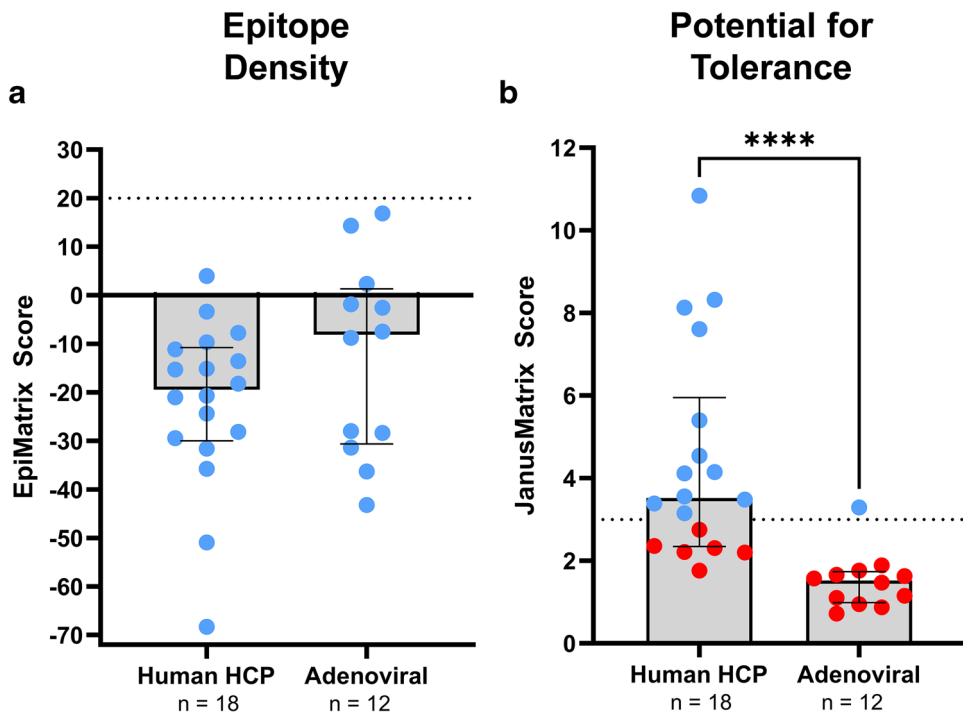 Epitope
Density
a
EpiMatrix Score
30
20
10
0
-10
-20
-30
-40
-50
-60
-70
Human HCP
n = 18
Adenoviral
n = 12
Potential for
Tolerance
b
****
JanusMatrix Score
12
10
8
6
4
2
0
Human HCP
n = 18
Adenoviral
n = 12